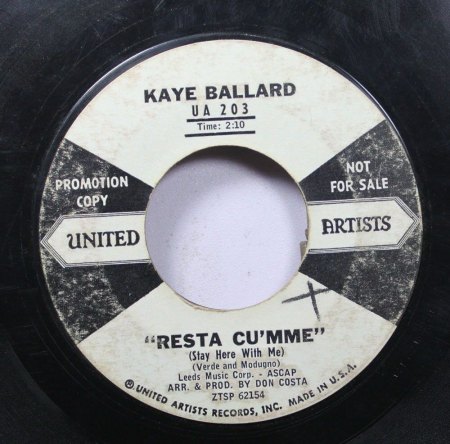 KAYE BALLARD
UA 203
Time: 2:10
PROMOTION
COPY
NOT
FOR SALE
UNITED
ARTISTS
"RESTA CU'MME"
(Stay Here With Me)
(Verde and Modugno)
Leeds Music Corp. - ASCAP
ARR. & PROD. BY DON COSTA
ZTSP 62154
® UNITED ARTISTS RECORDS, INC. MADE IN U.S.A.